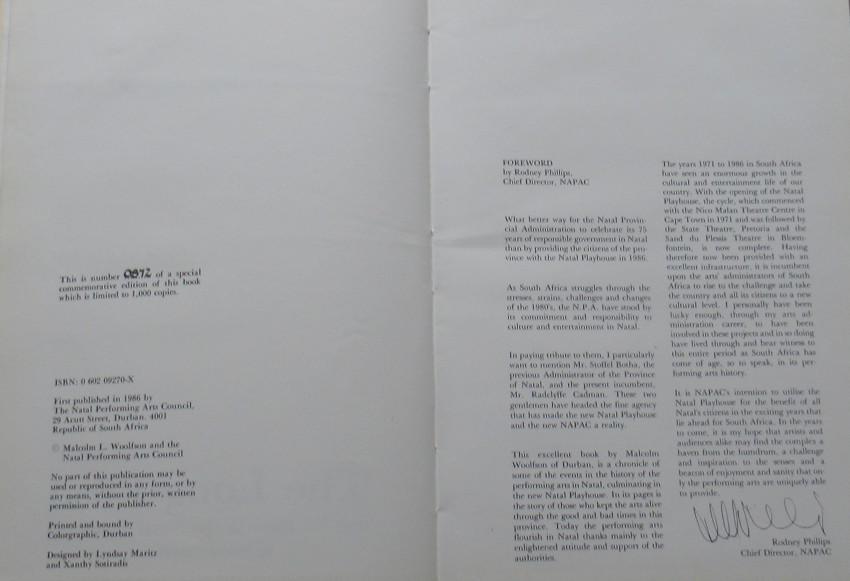 This is number 0872 of a special
commemorative edition of this book
which is limited to 1,000 copies.
ISBN: 0 602 09270-X
First published in 1986 by
The Natal Performing Arts Council,
29 Acutt Street, Durban. 4001
Republic of South Africa
© Malcolm L. Woolfson and the
Natal Performing Arts Council
No part of this publication may be
used or reproduced in any form, or by
any means, without the prior, written
permission of the publisher.
Printed and bound by
Colorgraphic, Durban
Designed by Lyndsay Maritz
and Xanthy Sotiradis
FOREWORD
by Rodney Phillips,
Chief Director, NAPAC
What better way for the Natal Provin-
cial Administration to celebrate its 75
years of responsible government in Natal
than by providing the citizens of the pro-
vince with the Natal Playhouse in 1986.
As South Africa struggles through the
stresses, strains, challenges and changes
of the 1980's, the N.P.A. have stood by
its commitment and responsibility to
culture and entertainment in Natal.
In paying tribute to them, I particularly
want to mention Mr. Stoffel Botha, the
previous Administrator of the Province
of Natal, and the present incumbent,
Mr. Radclyffe Cadman. These two
gentlemen have headed the fine agency
that has made the new Natal Playhouse
and the new NAPAC a reality.
This excellent book by Malcolm
Woolfson of Durban, is a chronicle of
some of the events in the history of the
performing arts in Natal, culminating in
the new Natal Playhouse. In its pages is
the story of those who kept the arts alive
through the good and bad times in this
province. Today the performing arts
flourish in Natal thanks mainly to the
enlightened attitude and support of the
authorities.
The years 1971 to 1986 in South Africa
have seen an enormous growth in the
cultural and entertainment life of our
country. With the opening of the Natal
Playhouse, the cycle, which commenced
with the Nico Malan Theatre Centre in
Cape Town in 1971 and was followed by
the State Theatre, Pretoria and the
Sand du Plessis Theatre in Bloem-
fontein, is now complete. Having
therefore now been provided with an
excellent infrastructure, it is incumbent
upon the arts' administrators of South
Africa to rise to the challenge and take
the country and all its citizens to a new
cultural level. I personally have been
lucky enough, through my arts ad-
ministration career, to have been
involved in these projects and in so doing
have lived through and bear witness to
this entire period as South Africa has
come of age, so to speak, in its per-
forming arts history.
It is NAPAC's intention to utilise the
Natal Playhouse for the benefit of all
Natal's citizens in the exciting years that
lie ahead for South Africa. In the years
to come, it is my hope that artists and
audiences alike may find the complex a
haven from the humdrum, a challenge
and inspiration to the senses and a
beacon of enjoyment and sanity that on-
ly the performing arts are uniquely able
to provide.
Rodney Phillips
Chief Director, NAPAC